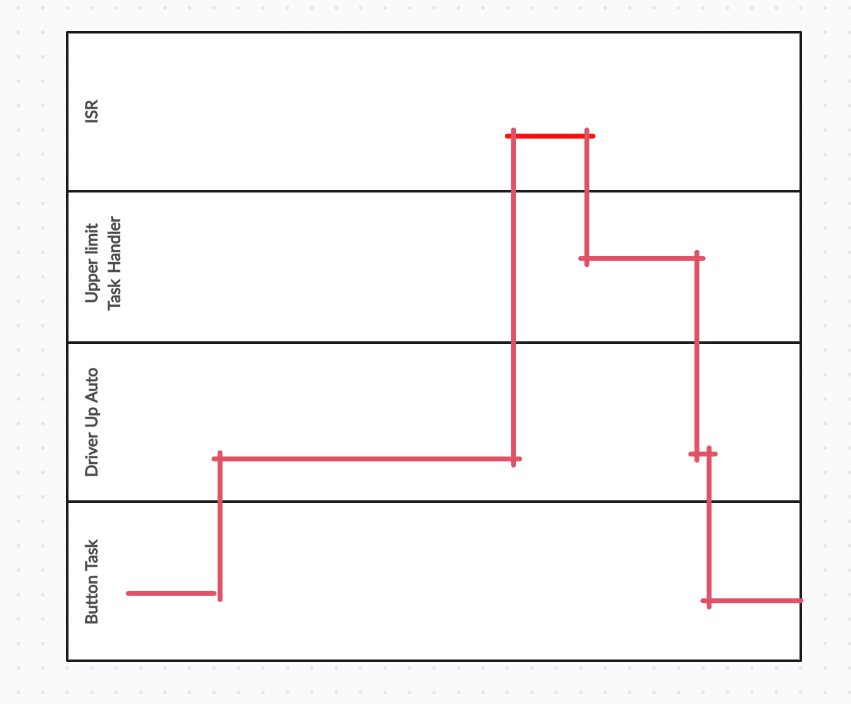 ISR
Upper limit
Task Handler
Driver Up Auto
Button Task